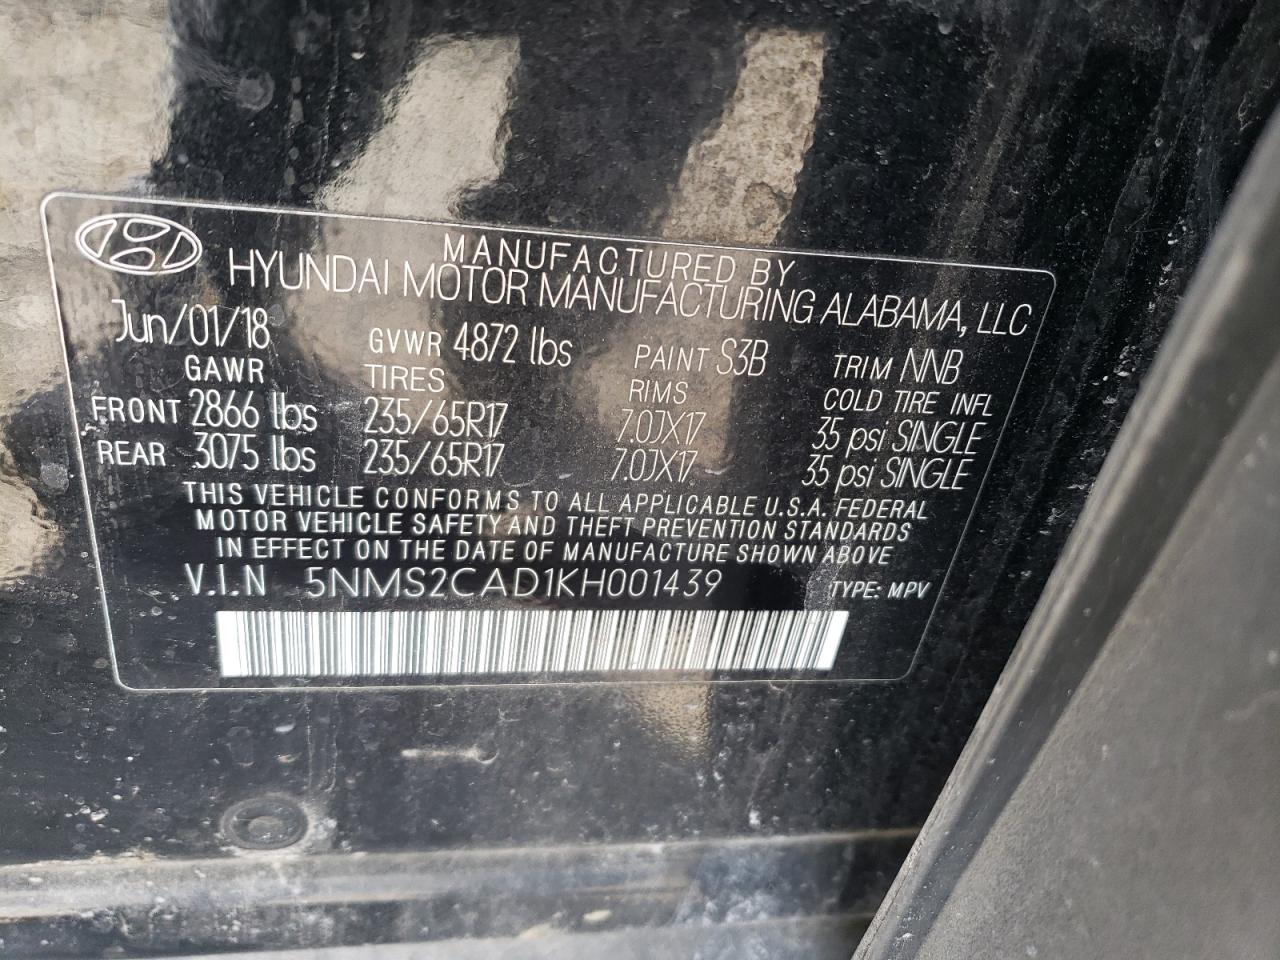 MANUFACTURED BY
HYUNDAI MOTOR MANUFACTURING ALABAMA, LLC
Jun/01/18 GVWR 4872 lbs PAINT S3B TRIM NNB
GAWR TIRES RIMS COLD TIRE INFL
FRONT 2866 lbs 235/65R17 7.0JX17 35 psi SINGLE
REAR 3075 lbs 235/65R17 7.0JX17 35 psi SINGLE
THIS VEHICLE CONFORMS TO ALL APPLICABLE U.S.A. FEDERAL
MOTOR VEHICLE SAFETY AND THEFT PREVENTION STANDARDS
IN EFFECT ON THE DATE OF MANUFACTURE SHOWN ABOVE
V.I.N 5NMS2CAD1KH001439 TYPE: MPV